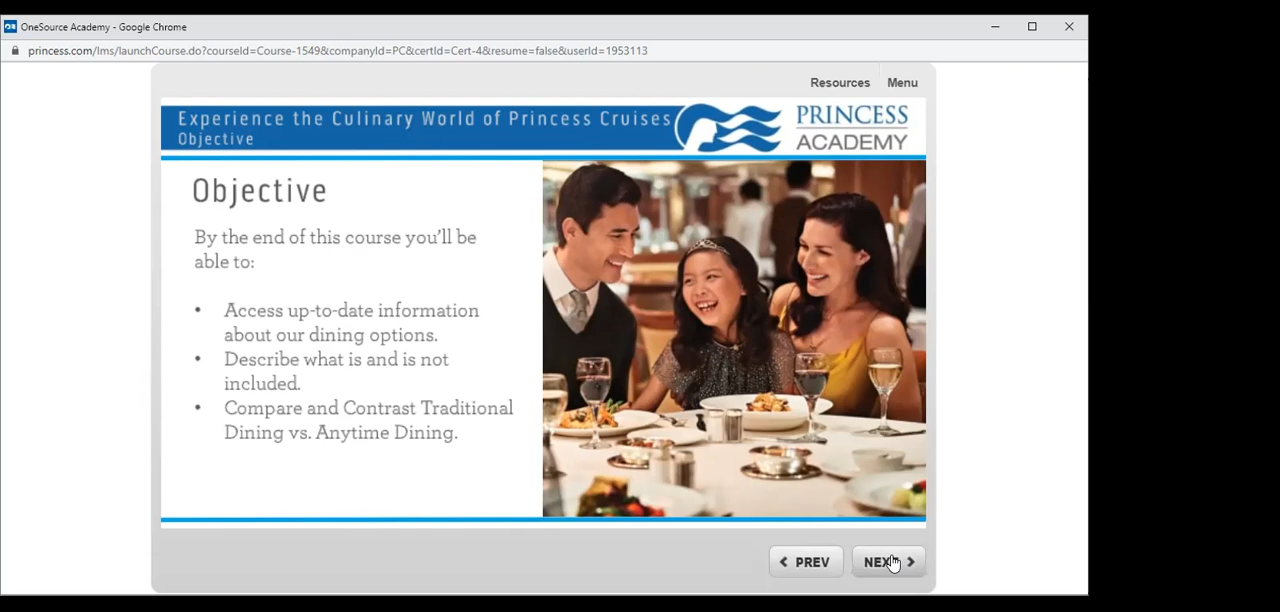 OneSource Academy - Google Chrome
princess.com/lms/launchCourse.do?courseId=Course-1549&companyId=PC&certId=Cert-4&resume=false&userId=1953113
Resources Menu
Experience the Culinary World of Princess Cruises
Objective
PRINCESS
ACADEMY
Objective
By the end of this course you'll be
able to:
• Access up-to-date information
about our dining options.
• Describe what is and is not
included.
• Compare and Contrast Traditional
Dining vs. Anytime Dining.
PREV NEXT